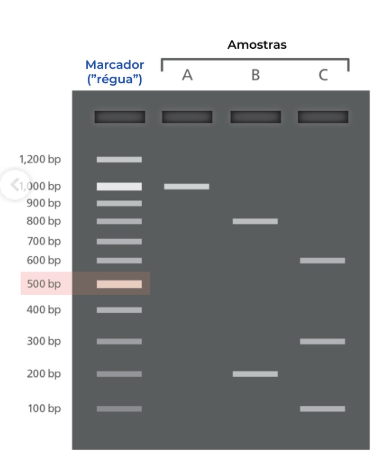 Amostras
Marcador
("régua")
A B C
1,200 bp
1,000 bp
900 bp
800 bp
700 bp
600 bp
500 bp
400 bp
300 bp
200 bp
100 bp